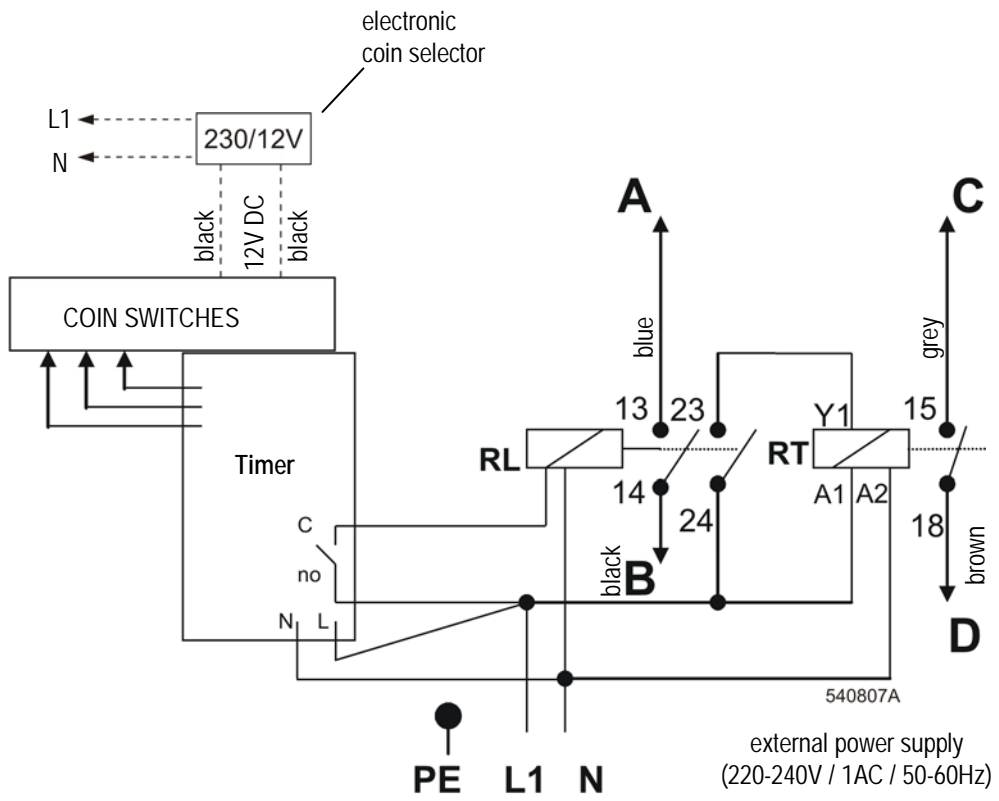 electronic
coin selector
L1
230/12V
N
black
12V DC
black
COIN SWITCHES
A
C
blue
grey
13
23
Y1
15
Timer
RL
RT
14
24
A1
A2
18
C
no
black
B
brown
N
L
D
540807A
PE
L1
N
external power supply
(220-240V / 1AC / 50-60Hz)